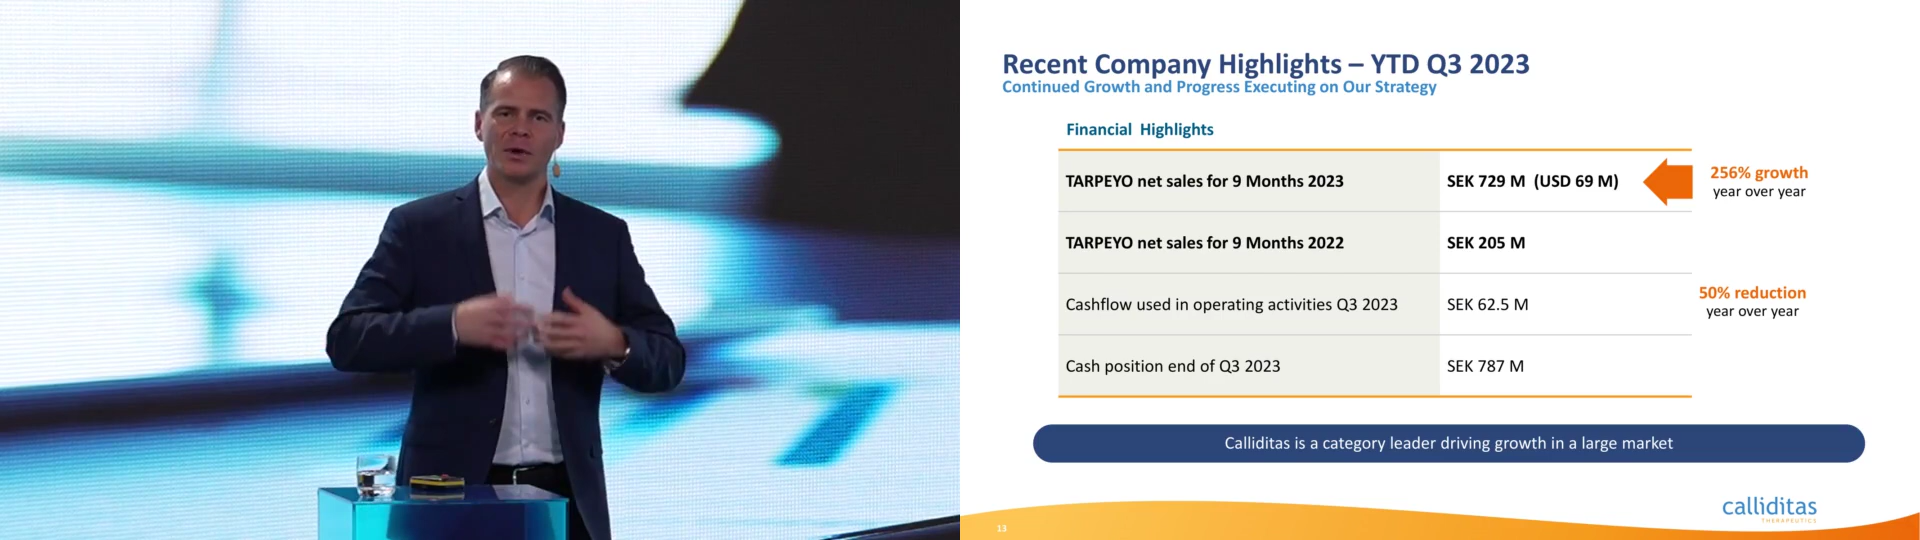 Recent Company Highlights – YTD Q3 2023
Continued Growth and Progress Executing on Our Strategy
Financial Highlights
TARPEYO net sales for 9 Months 2023 SEK 729 M (USD 69 M)
256% growth
year over year
TARPEYO net sales for 9 Months 2022 SEK 205 M
Cashflow used in operating activities Q3 2023 SEK 62.5 M
50% reduction
year over year
Cash position end of Q3 2023 SEK 787 M
Calliditas is a category leader driving growth in a large market
calliditas
THERAPEUTICS
13